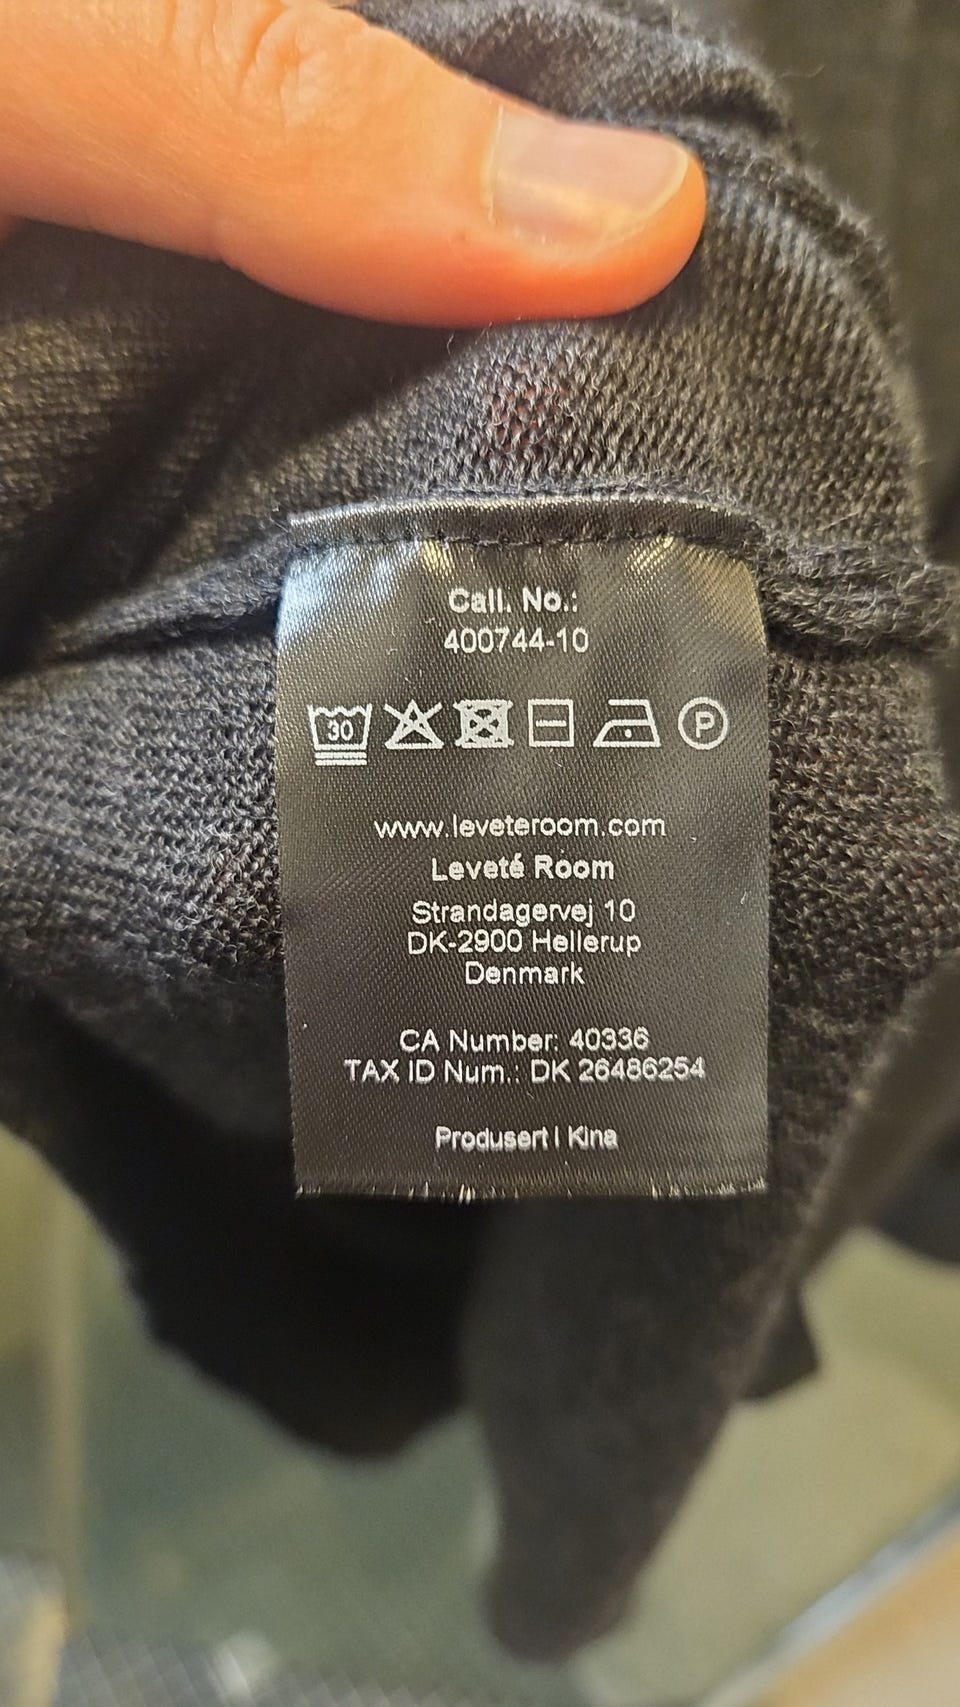 Call. No.:
400744-10
30 P
www.leveteroom.com
Leveté Room
Strandagervej 10
DK-2900 Hellerup
Denmark
CA Number: 40336
TAX ID Num.: DK 26486254
Produsert I Kina